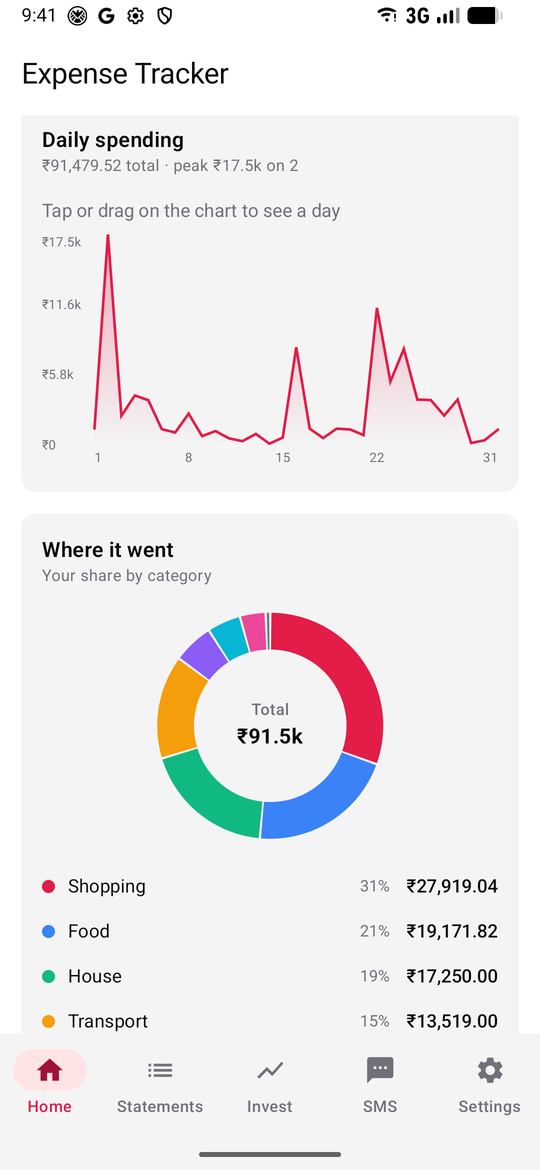 9:41
3G
Expense Tracker
Daily spending
₹91,479.52 total · peak ₹17.5k on 2
Tap or drag on the chart to see a day
₹17.5k
₹11.6k
₹5.8k
₹0
1 8 15 22 31
Where it went
Your share by category
Total
₹91.5k
Shopping 31% ₹27,919.04
Food 21% ₹19,171.82
House 19% ₹17,250.00
Transport 15% ₹13,519.00
Home Statements Invest SMS Settings